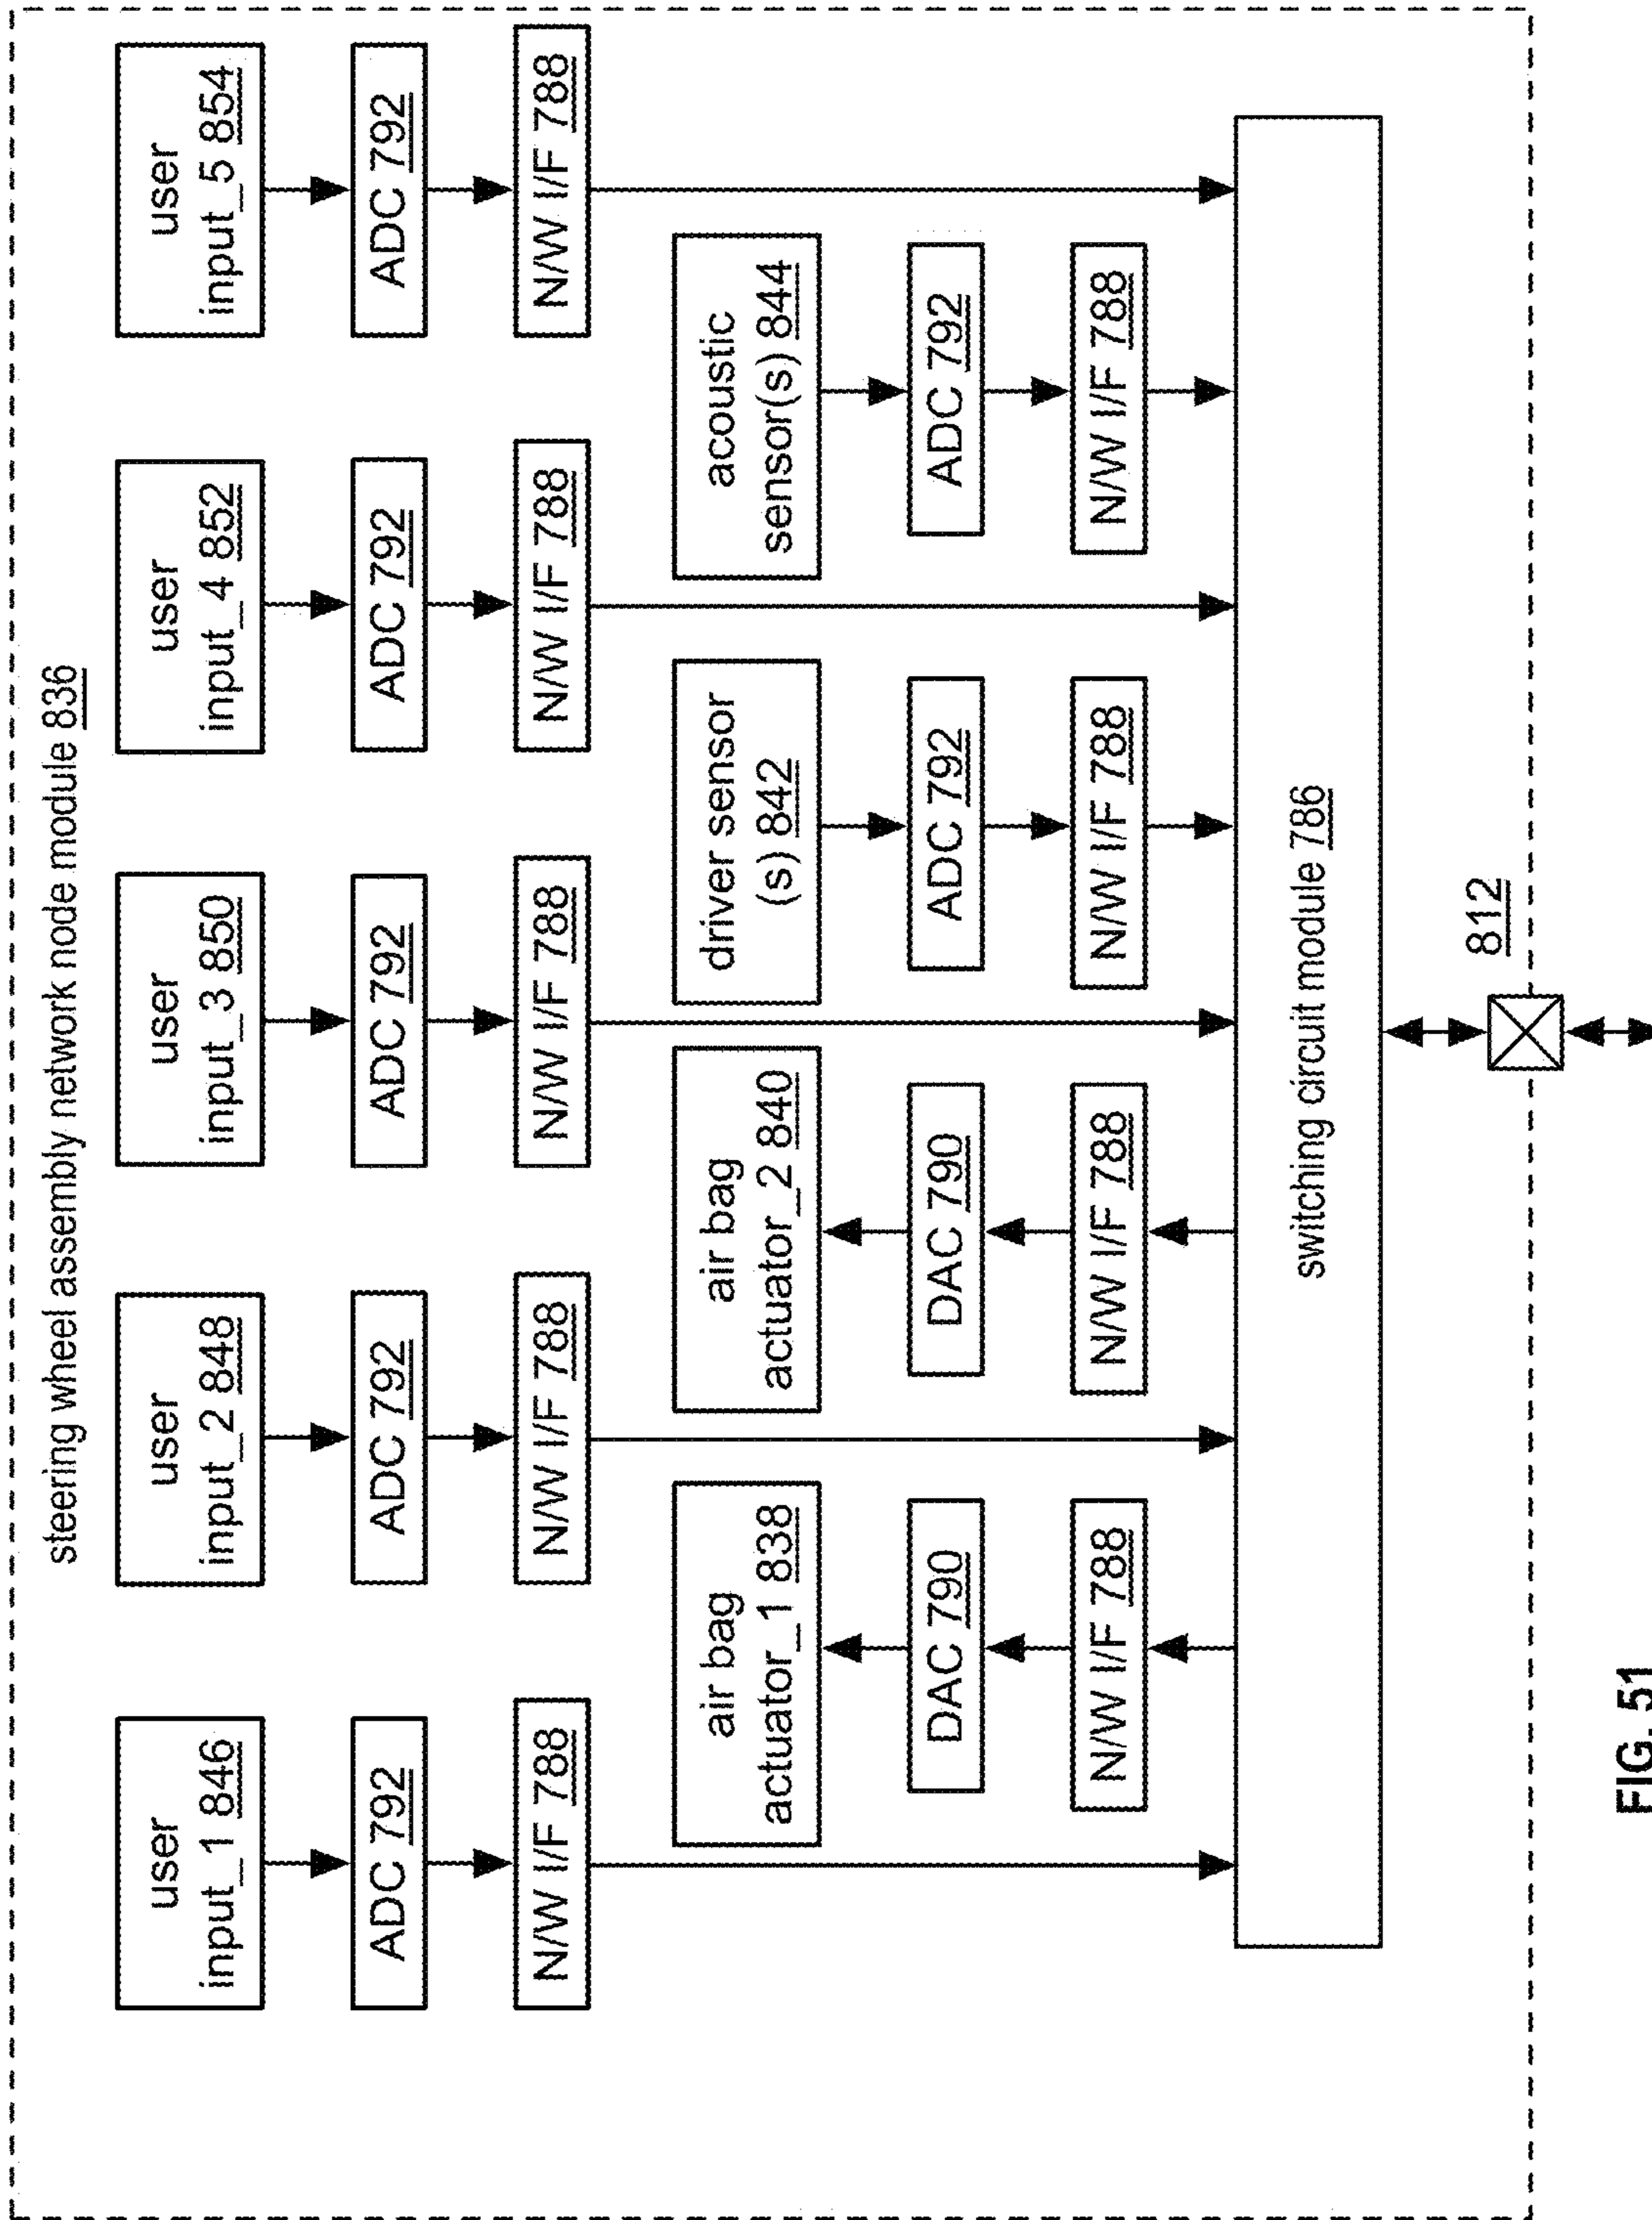 steering wheel assembly network node module 836
user
input_1 846
user
input_2 848
user
input_3 850
user
input_4 852
user
input_5 854
ADC 792
ADC 792
ADC 792
ADC 792
ADC 792
N/W I/F 788
N/W I/F 788
N/W I/F 788
N/W I/F 788
N/W I/F 788
air bag
actuator_1 838
air bag
actuator_2 840
driver sensor
(s) 842
acoustic
sensor(s) 844
DAC 790
DAC 790
ADC 792
ADC 792
N/W I/F 788
N/W I/F 788
N/W I/F 788
N/W I/F 788
switching circuit module 786
812
FIG. 51